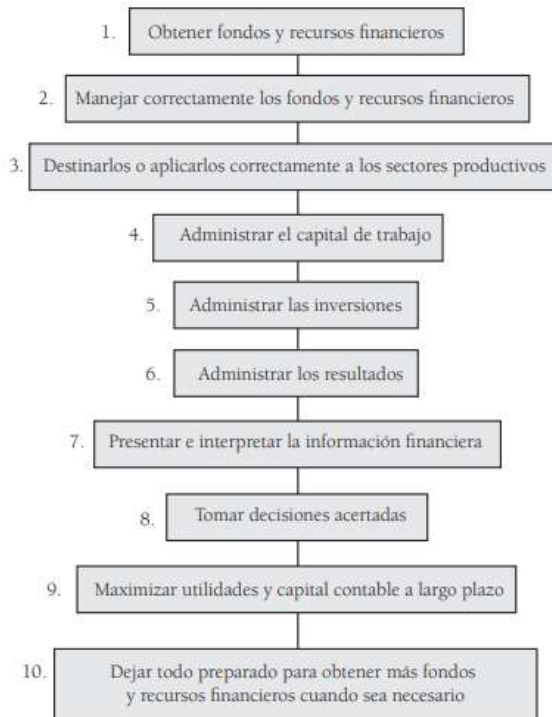 1. Obtener fondos y recursos financieros
2. Manejar correctamente los fondos y recursos financieros
3. Destinarlos o aplicarlos correctamente a los sectores productivos
4. Administrar el capital de trabajo
5. Administrar las inversiones
6. Administrar los resultados
7. Presentar e interpretar la información financiera
8. Tomar decisiones acertadas
9. Maximizar utilidades y capital contable a largo plazo
10. Dejar todo preparado para obtener más fondos
y recursos financieros cuando sea necesario